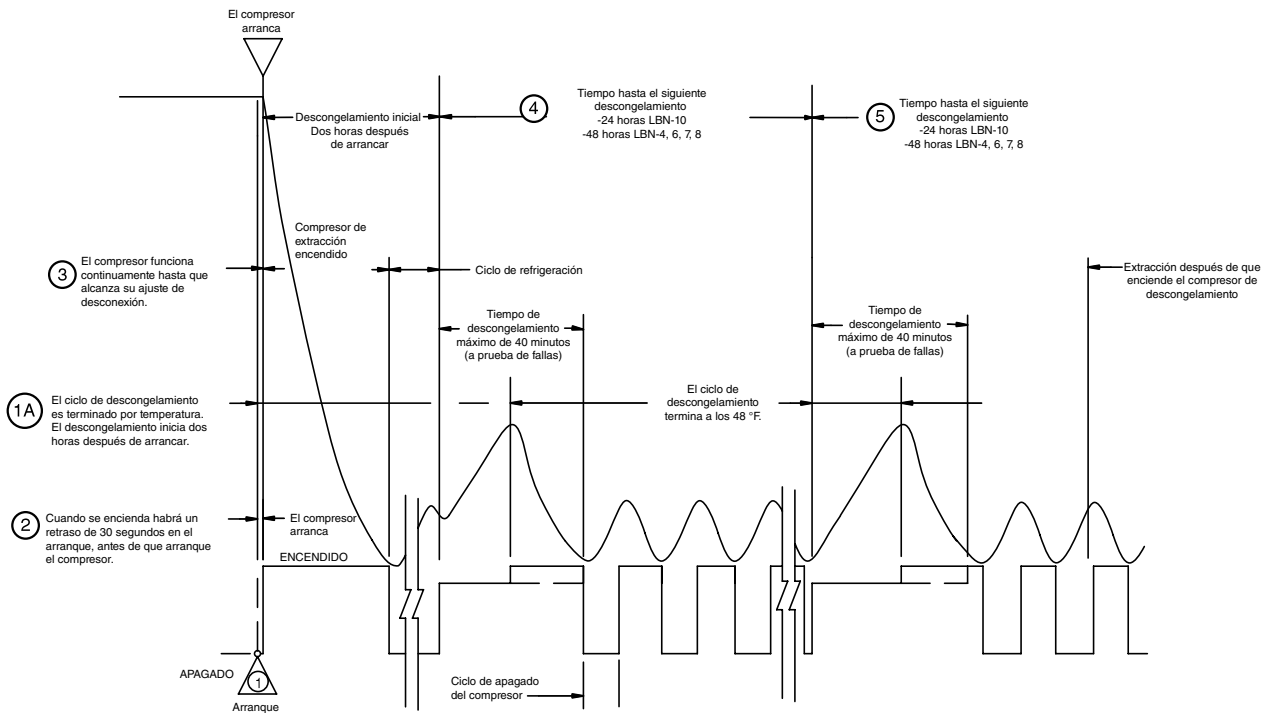 El compresor
arranca
Descongelamiento inicial
Dos horas después
de arrancar
4
Tiempo hasta el siguiente
descongelamiento
-24 horas LBN-10
-48 horas LBN-4, 6, 7, 8
5
Tiempo hasta el siguiente
descongelamiento
-24 horas LBN-10
-48 horas LBN-4, 6, 7, 8
Compresor de
extracción
encendido
3
El compresor funciona
continuamente hasta que
alcanza su ajuste de
desconexión.
Ciclo de refrigeración
Extracción después de que
enciende el compresor de
descongelamiento
Tiempo de
descongelamiento
máximo de 40 minutos
(a prueba de fallas)
Tiempo de
descongelamiento
máximo de 40 minutos
(a prueba de fallas)
1A
El ciclo de descongelamiento
es terminado por temperatura.
El descongelamiento inicia dos
horas después de arrancar.
El ciclo de
descongelamiento
termina a los 48 °F.
2
Cuando se encienda habrá un
retraso de 30 segundos en el
arranque, antes de que arranque
el compresor.
El compresor
arranca
ENCENDIDO
APAGADO
1
Arranque
Ciclo de apagado
del compresor